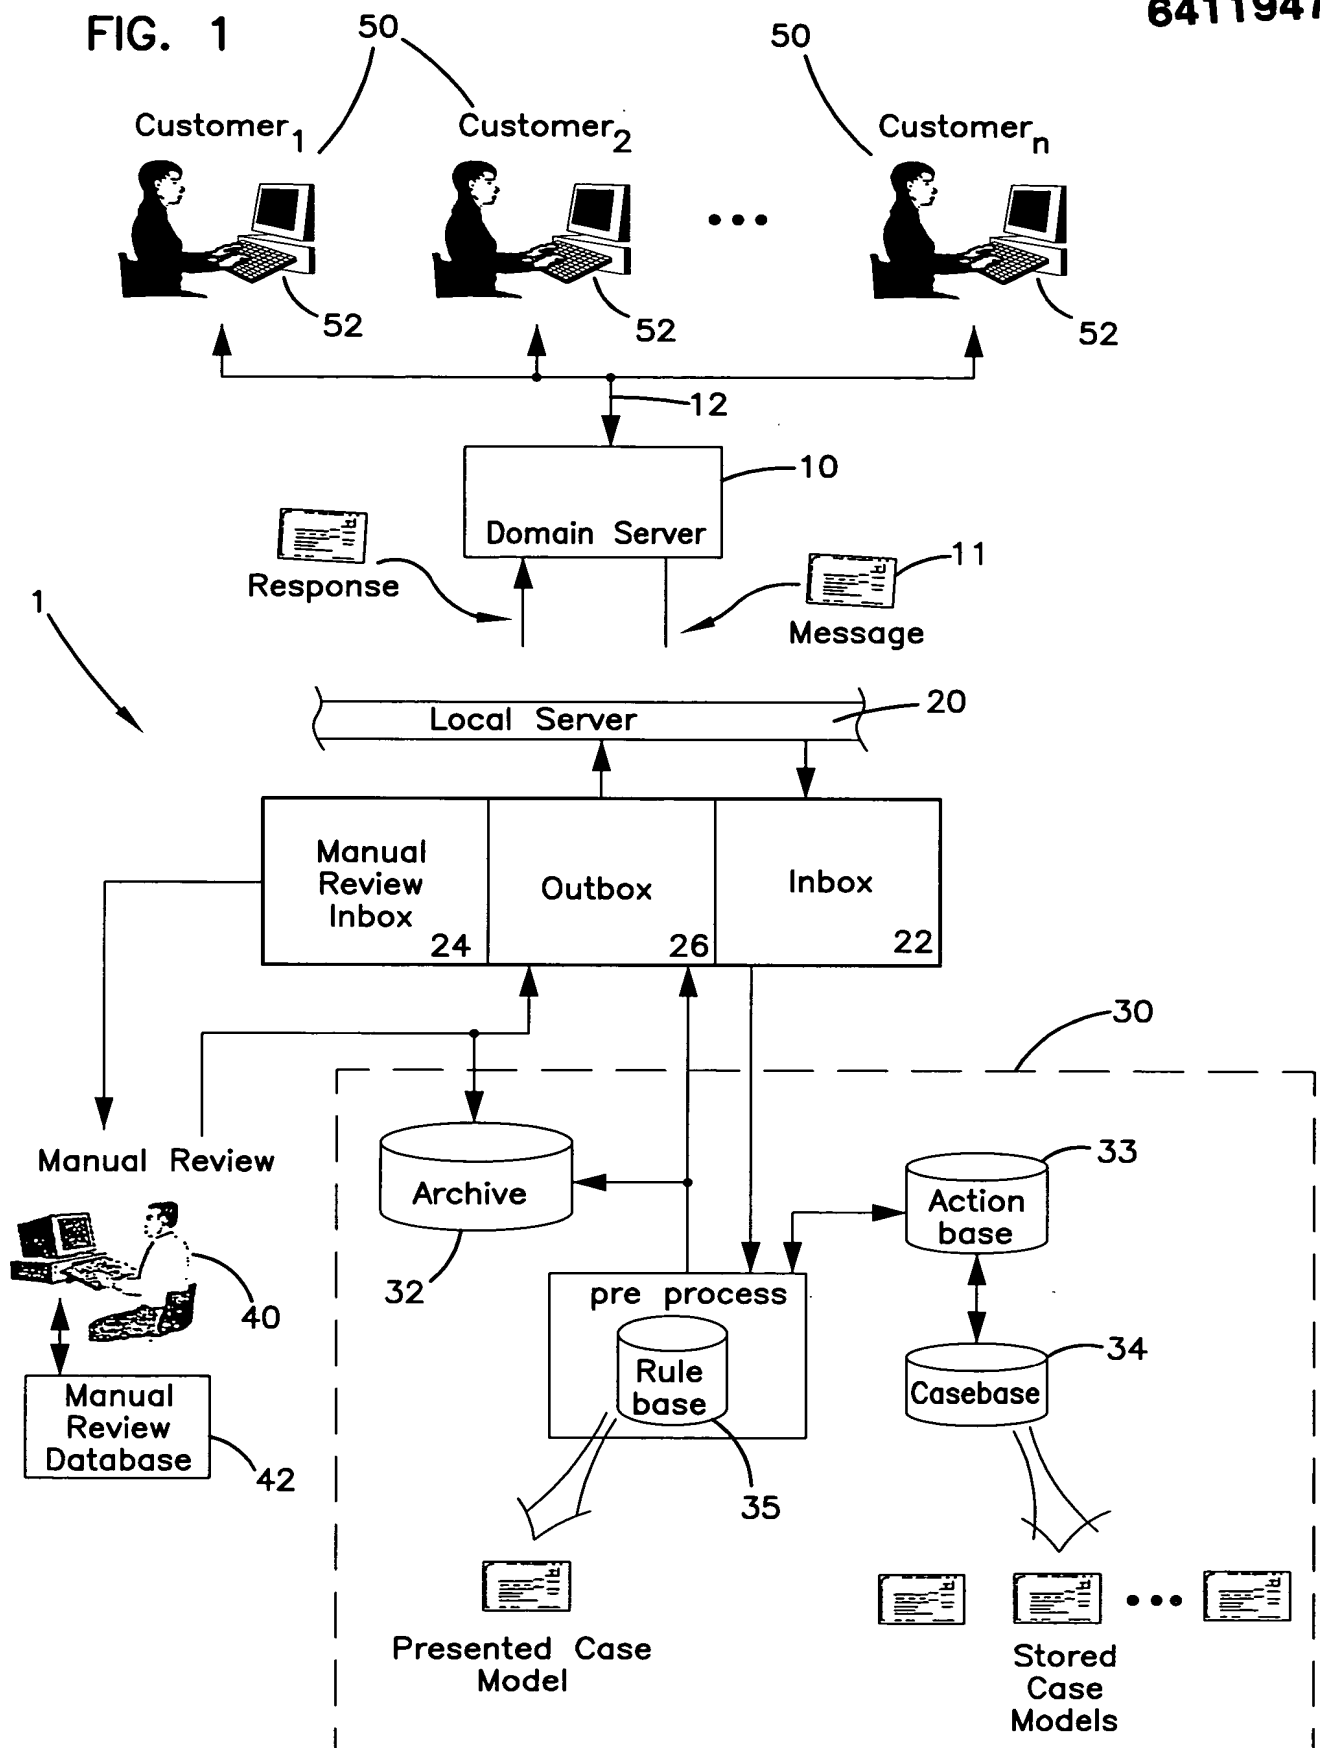 FIG. 1
6411947
50
50
Customer1
Customer2
Customern
52
52
52
12
10
Domain Server
Response
11
Message
1
20
Local Server
Manual
Review
Inbox
24
Outbox
26
Inbox
22
30
Manual Review
Archive
32
33
Action
base
pre process
Rule
base
35
34
Casebase
40
Manual
Review
Database
42
Presented Case
Model
Stored
Case
Models